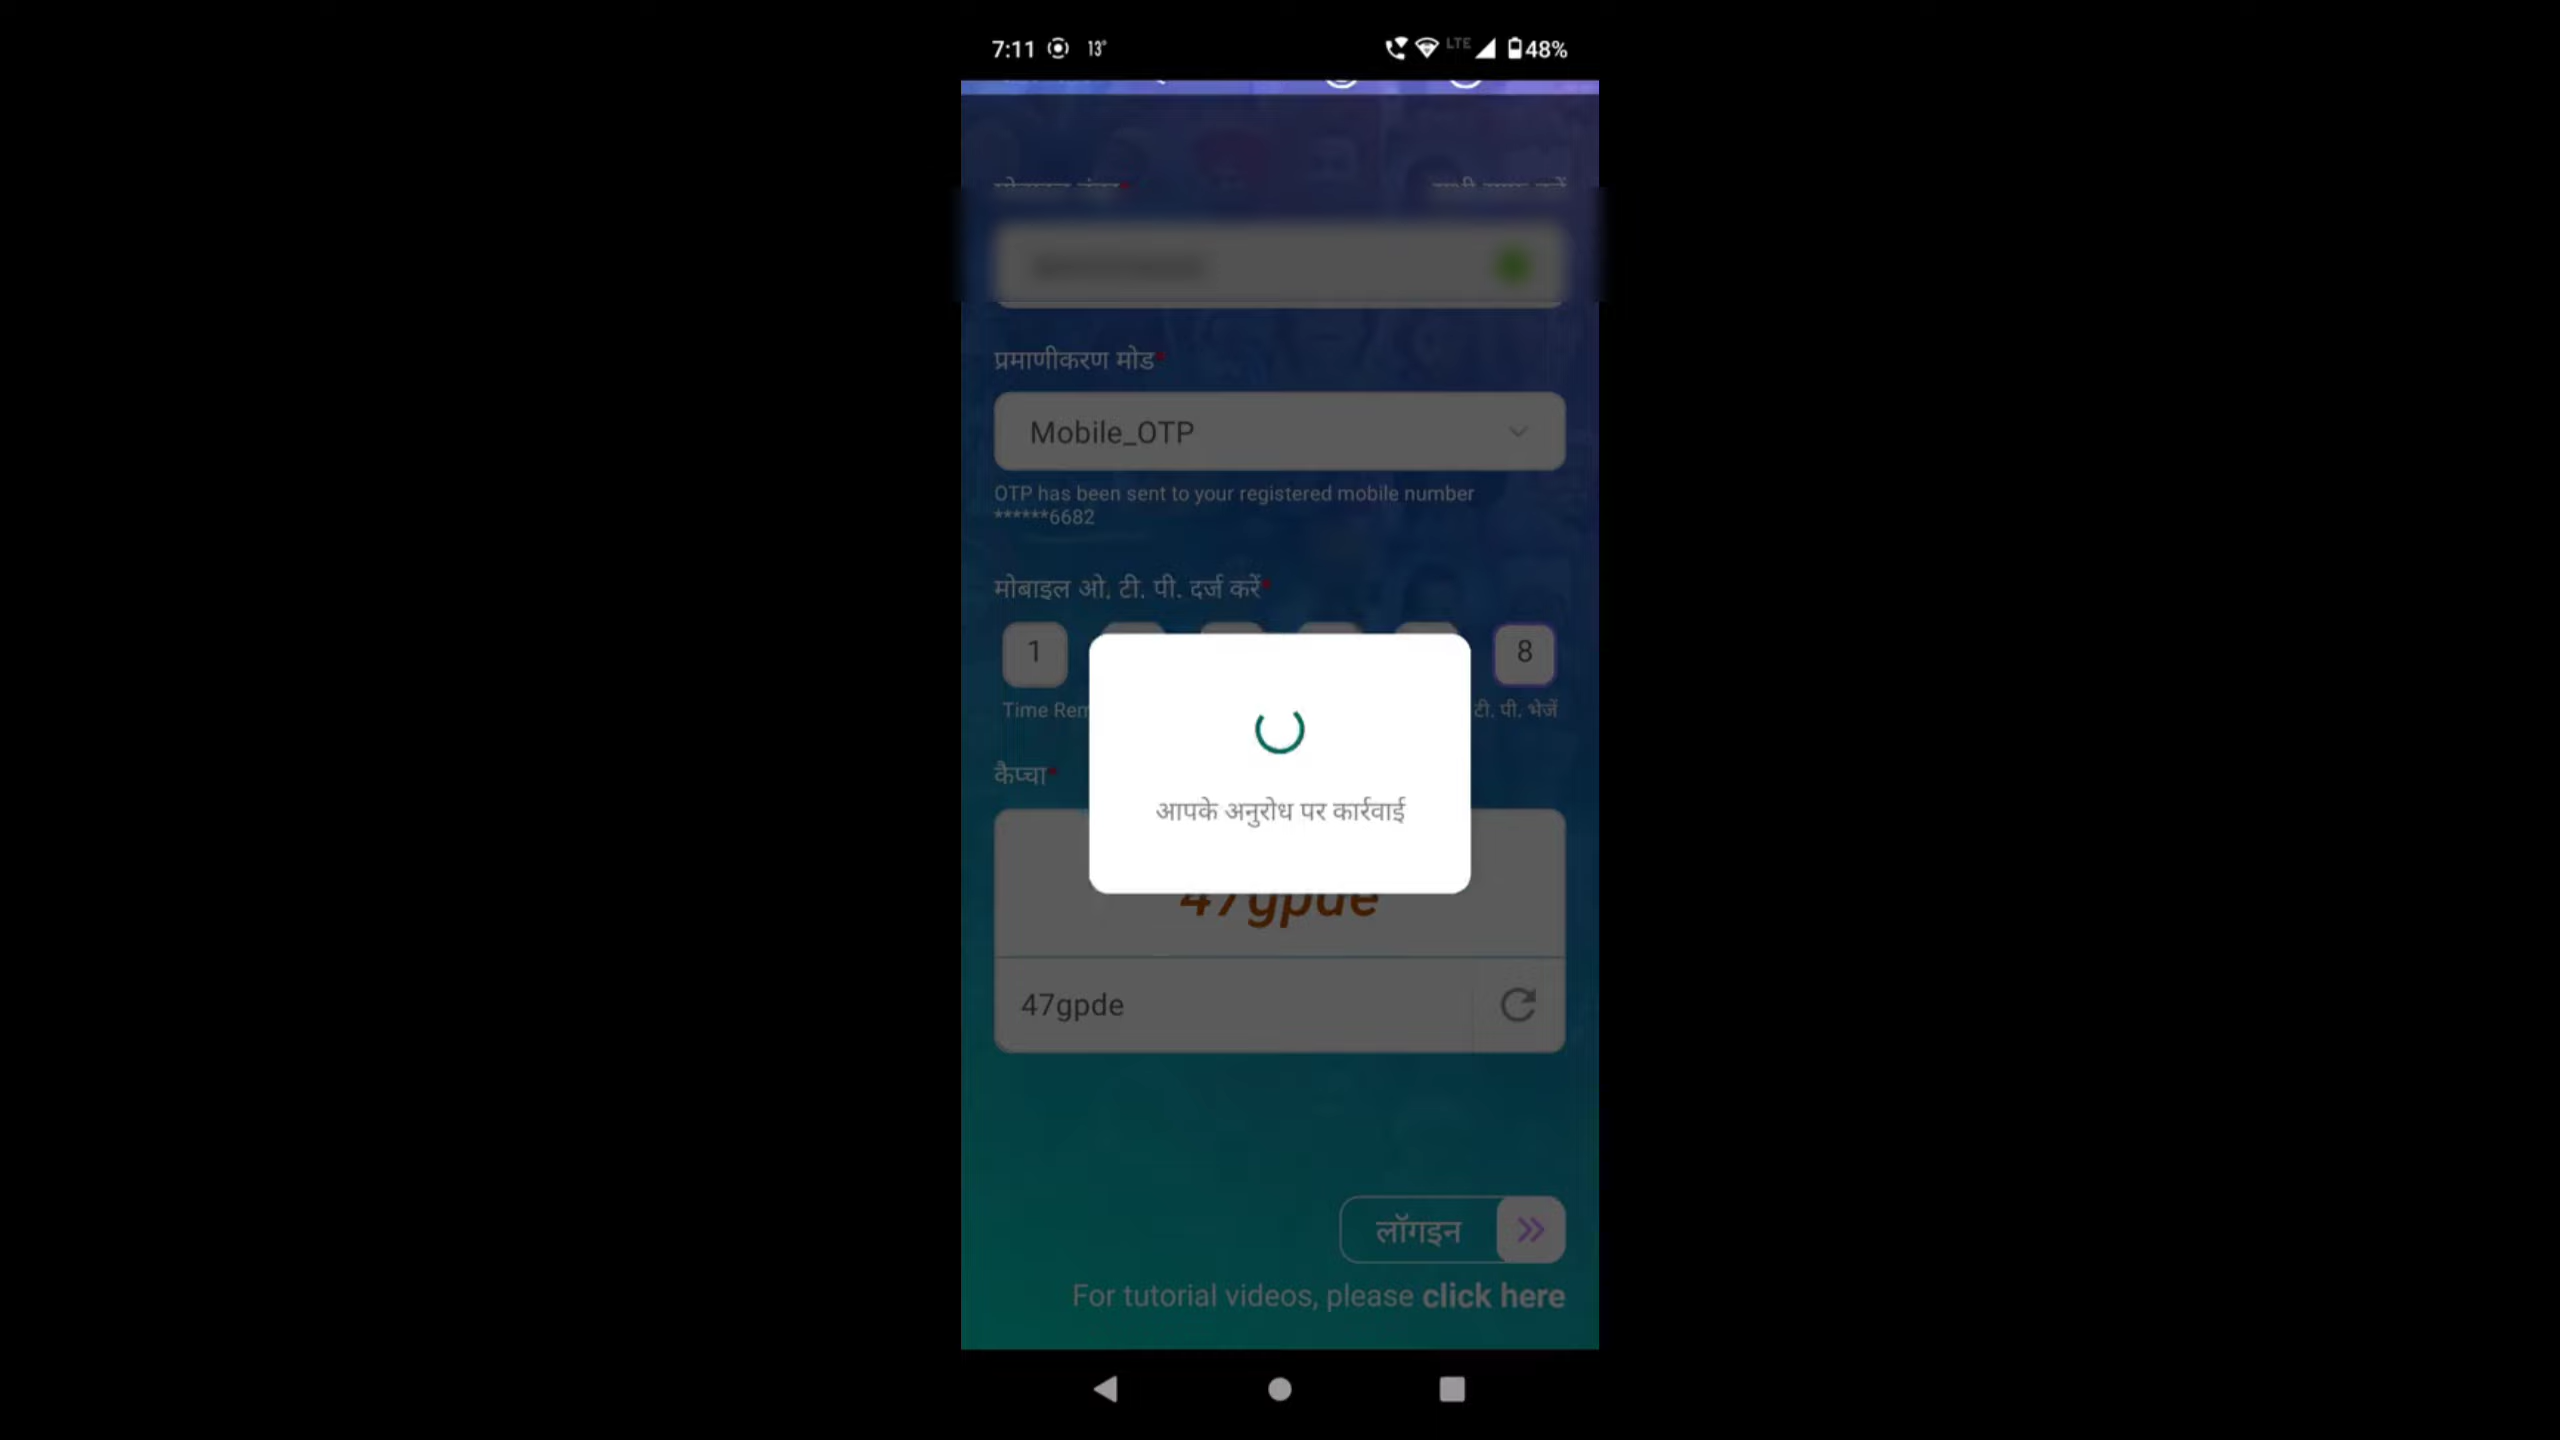 7:11 13° LTE 48%
प्रमाणीकरण मोड*
Mobile_OTP
OTP has been sent to your registered mobile number
******6682
मोबाइल ओ. टी. पी. दर्ज करें*
1 8
Time टी. पी. भेजें
कैप्चा*
आपके अनुरोध पर कार्रवाई
47gpde
47gpde
लॉगइन
For tutorial videos, please click here